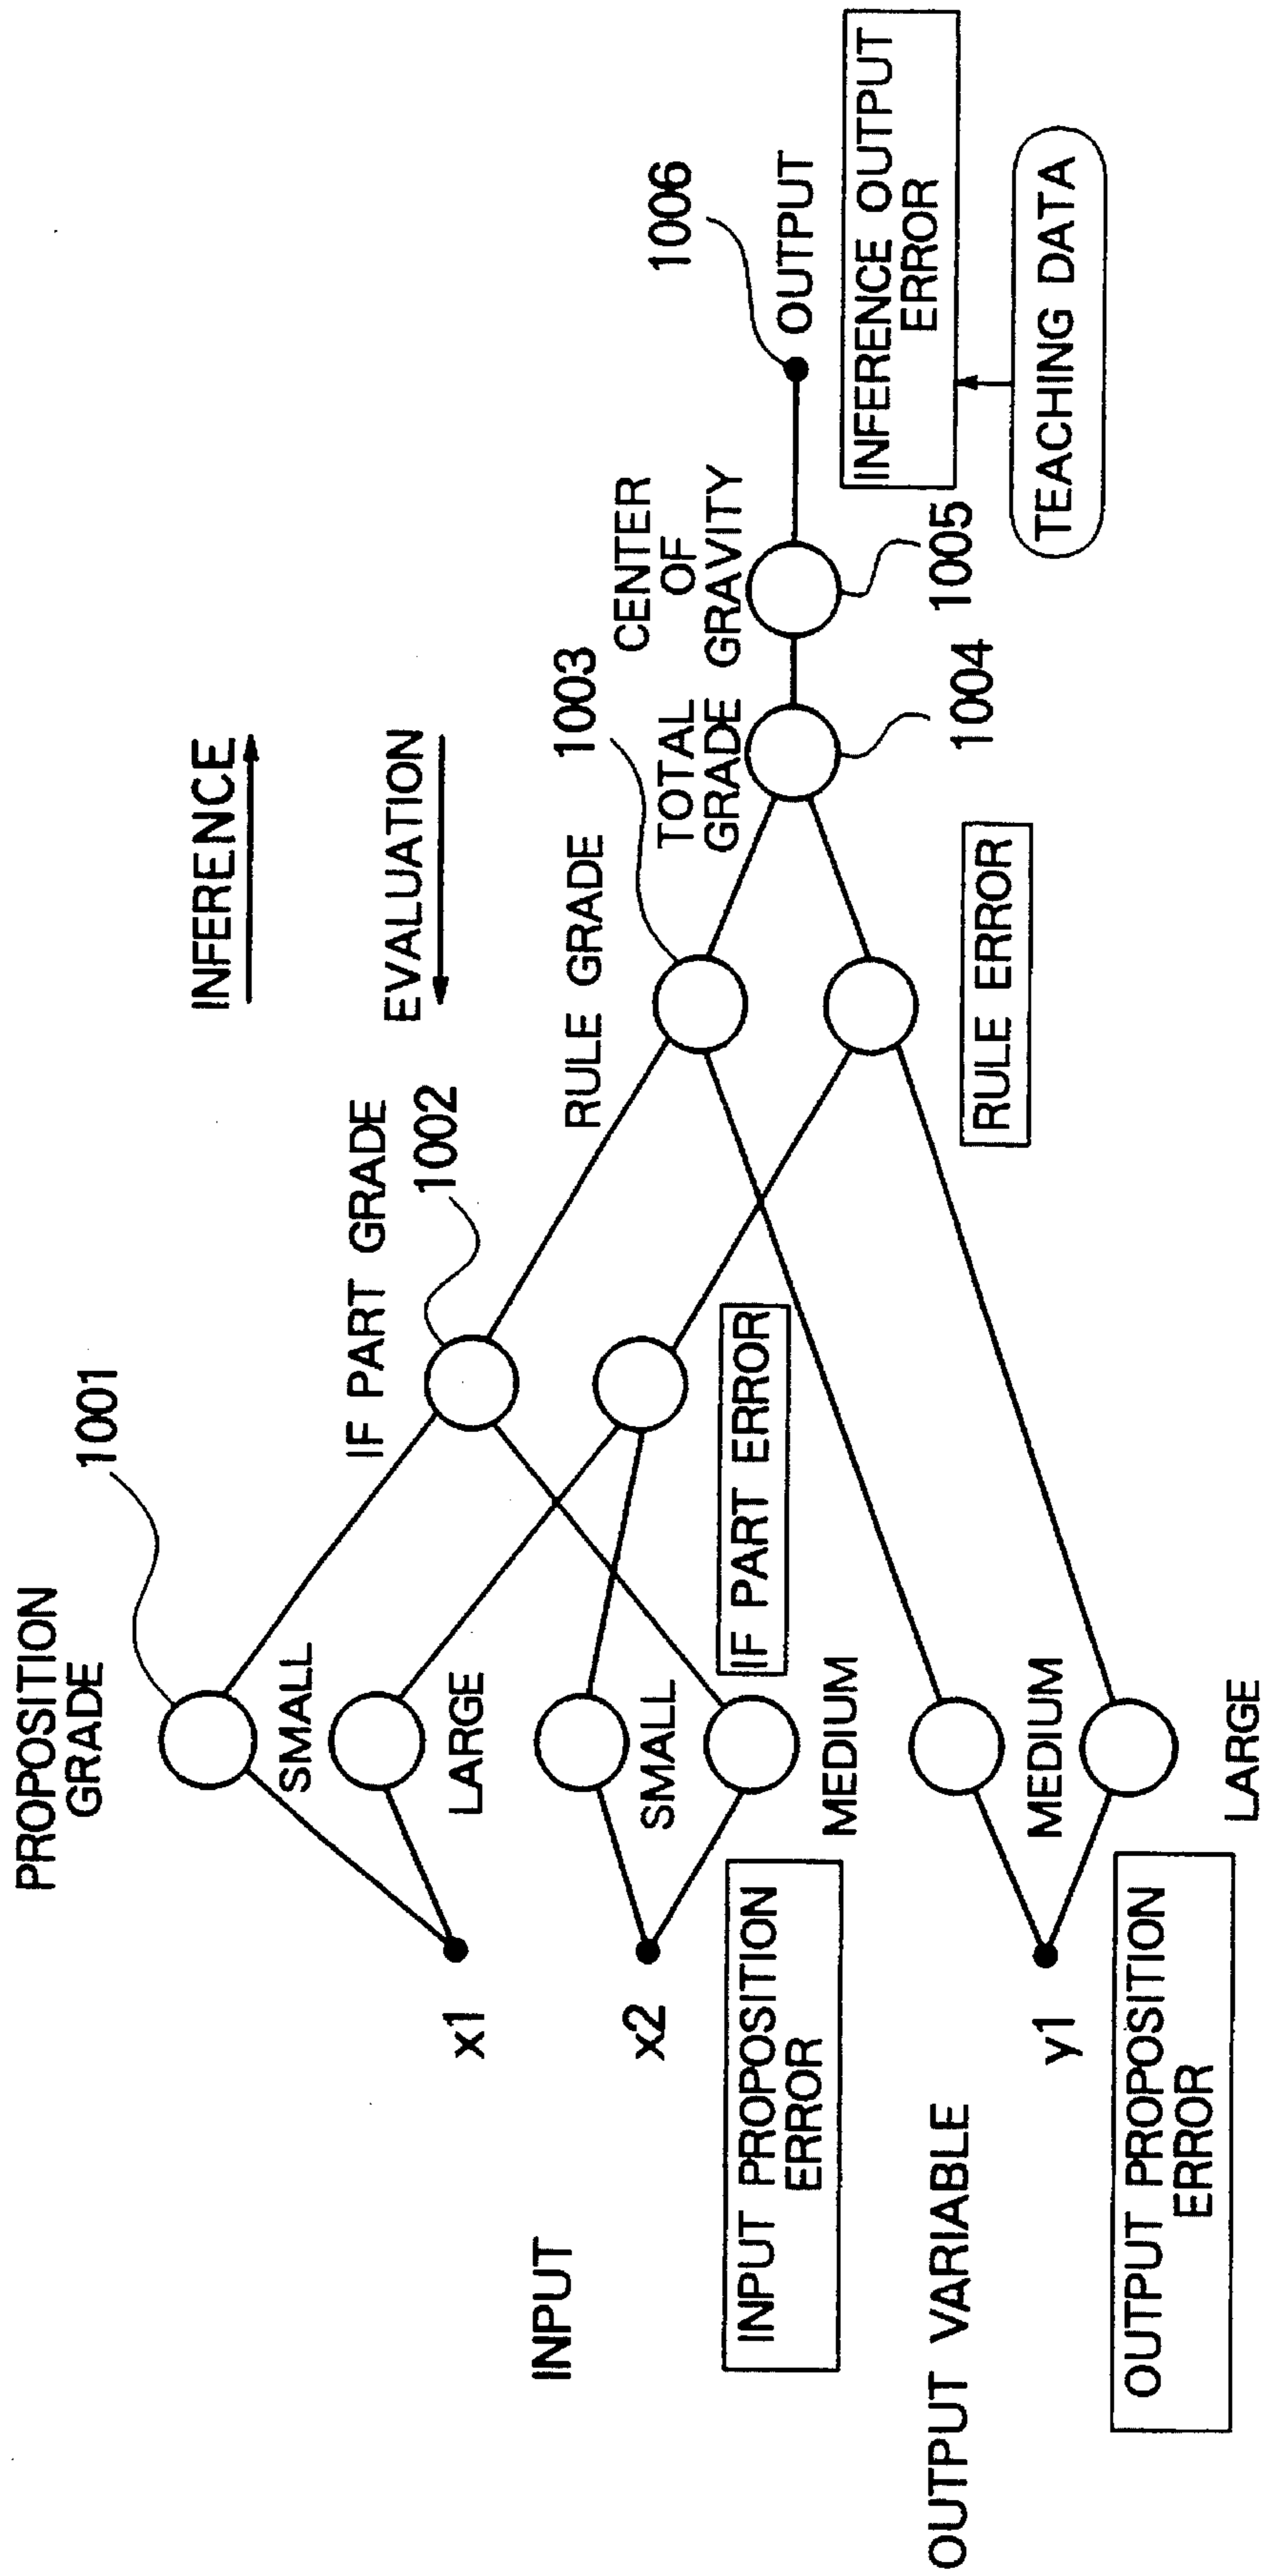 INFERENCE
EVALUATION
PROPOSITION
GRADE
1001
IF PART GRADE
1002
RULE GRADE
1003
TOTAL
GRADE
CENTER
OF
GRAVITY
1006
OUTPUT
INFERENCE OUTPUT
ERROR
TEACHING DATA
1005
1004
RULE ERROR
IF PART ERROR
SMALL
LARGE
SMALL
MEDIUM
MEDIUM
LARGE
INPUT
x1
x2
INPUT PROPOSITION
ERROR
OUTPUT VARIABLE
y1
OUTPUT PROPOSITION
ERROR